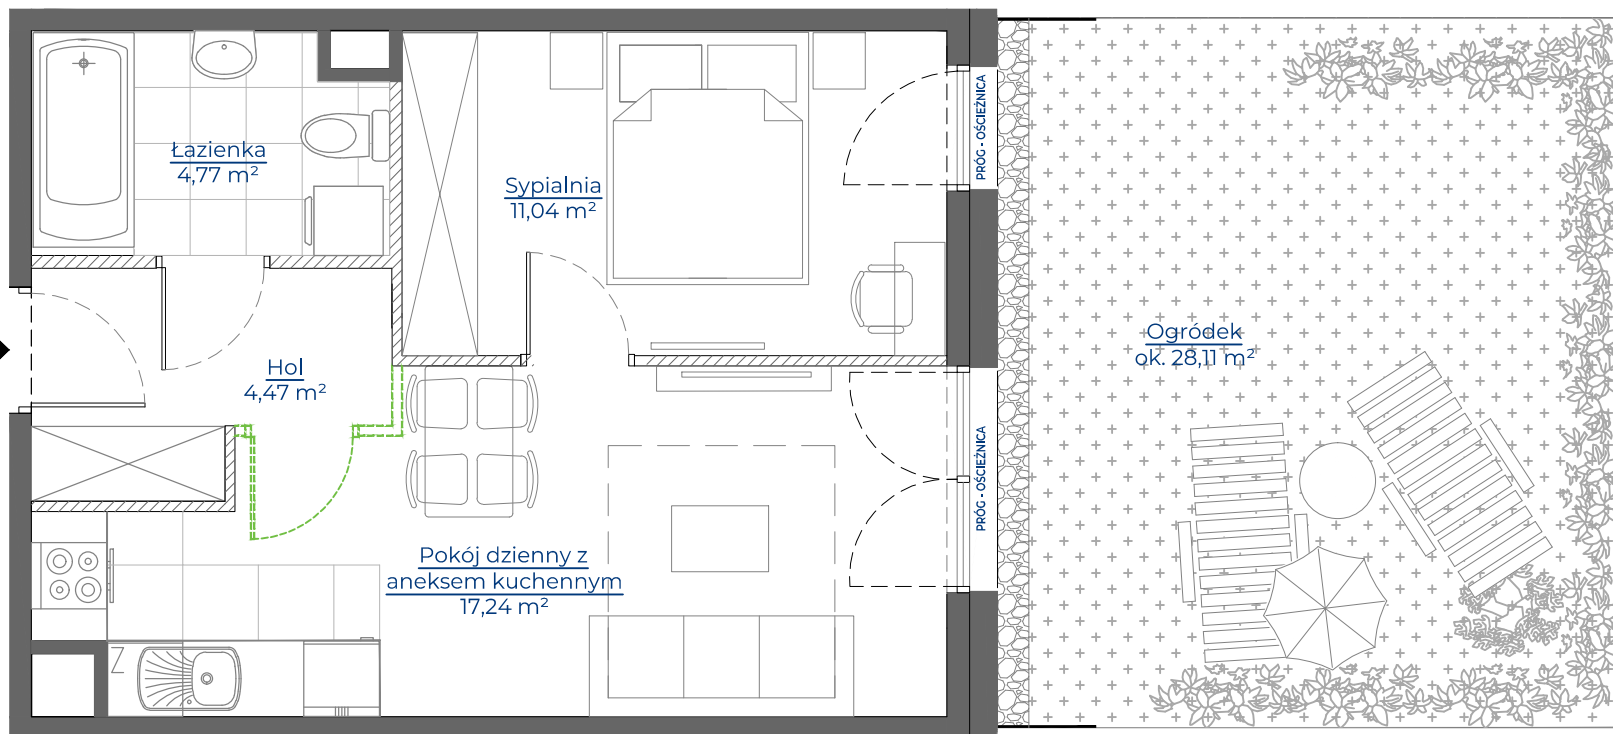 Łazienka
4,77 m²
Sypialnia
11,04 m²
PRÓG - OŚCIEŻNICA
Hol
4,47 m²
Ogródek
ok. 28,11 m²
PRÓG - OŚCIEŻNICA
Pokój dzienny z
aneksem kuchennym
17,24 m²
Z